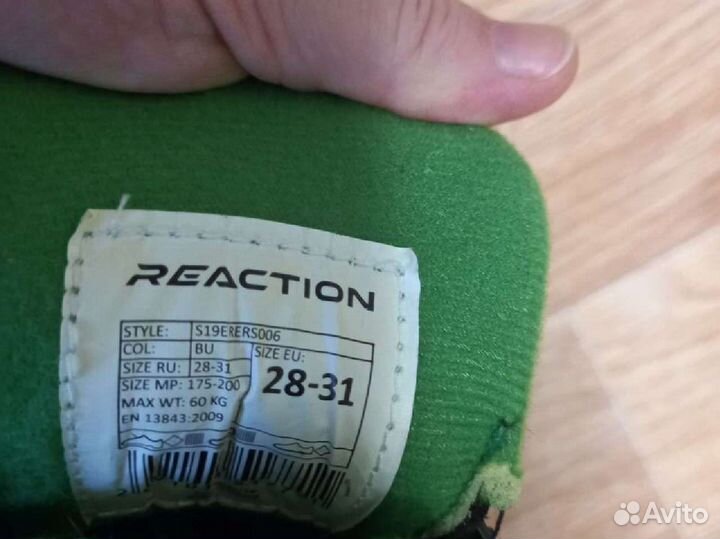 REACTION
STYLE: S19ERERS006
COL: BU SIZE EU:
SIZE RU: 28-31 28-31
SIZE MP: 175-200
MAX WT: 60 KG
EN 13843:2009
Avito